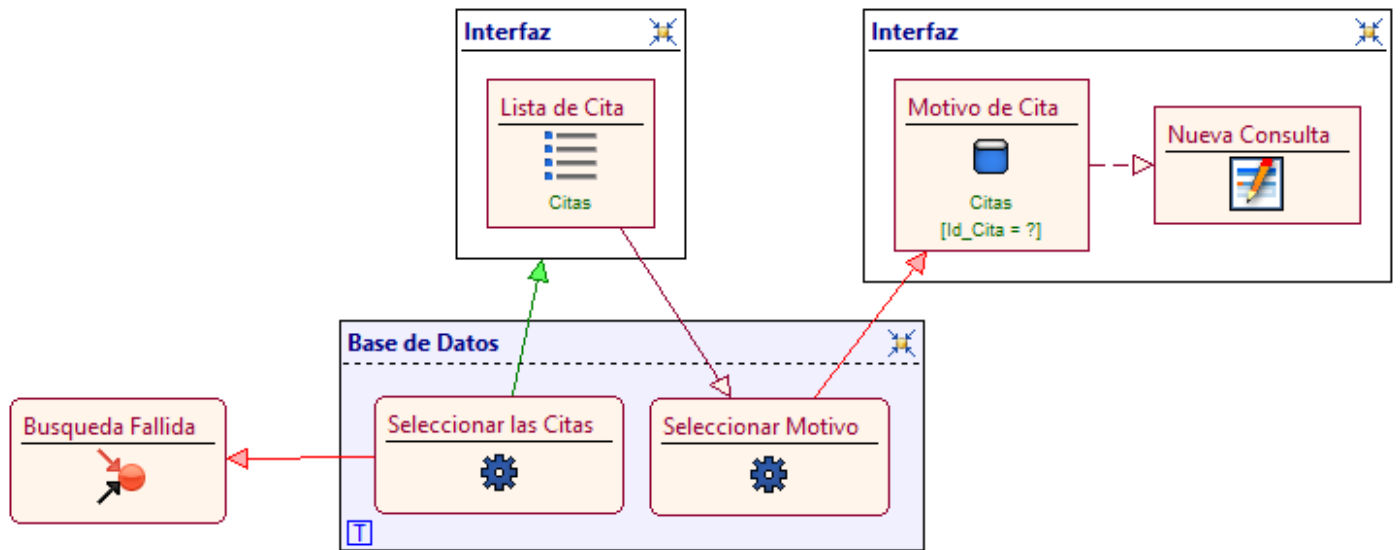 Interfaz
Lista de Cita
Citas
Interfaz
Motivo de Cita
Citas
[Id_Cita = ?]
Nueva Consulta
Base de Datos
Busqueda Fallida
Seleccionar las Citas
Seleccionar Motivo
T